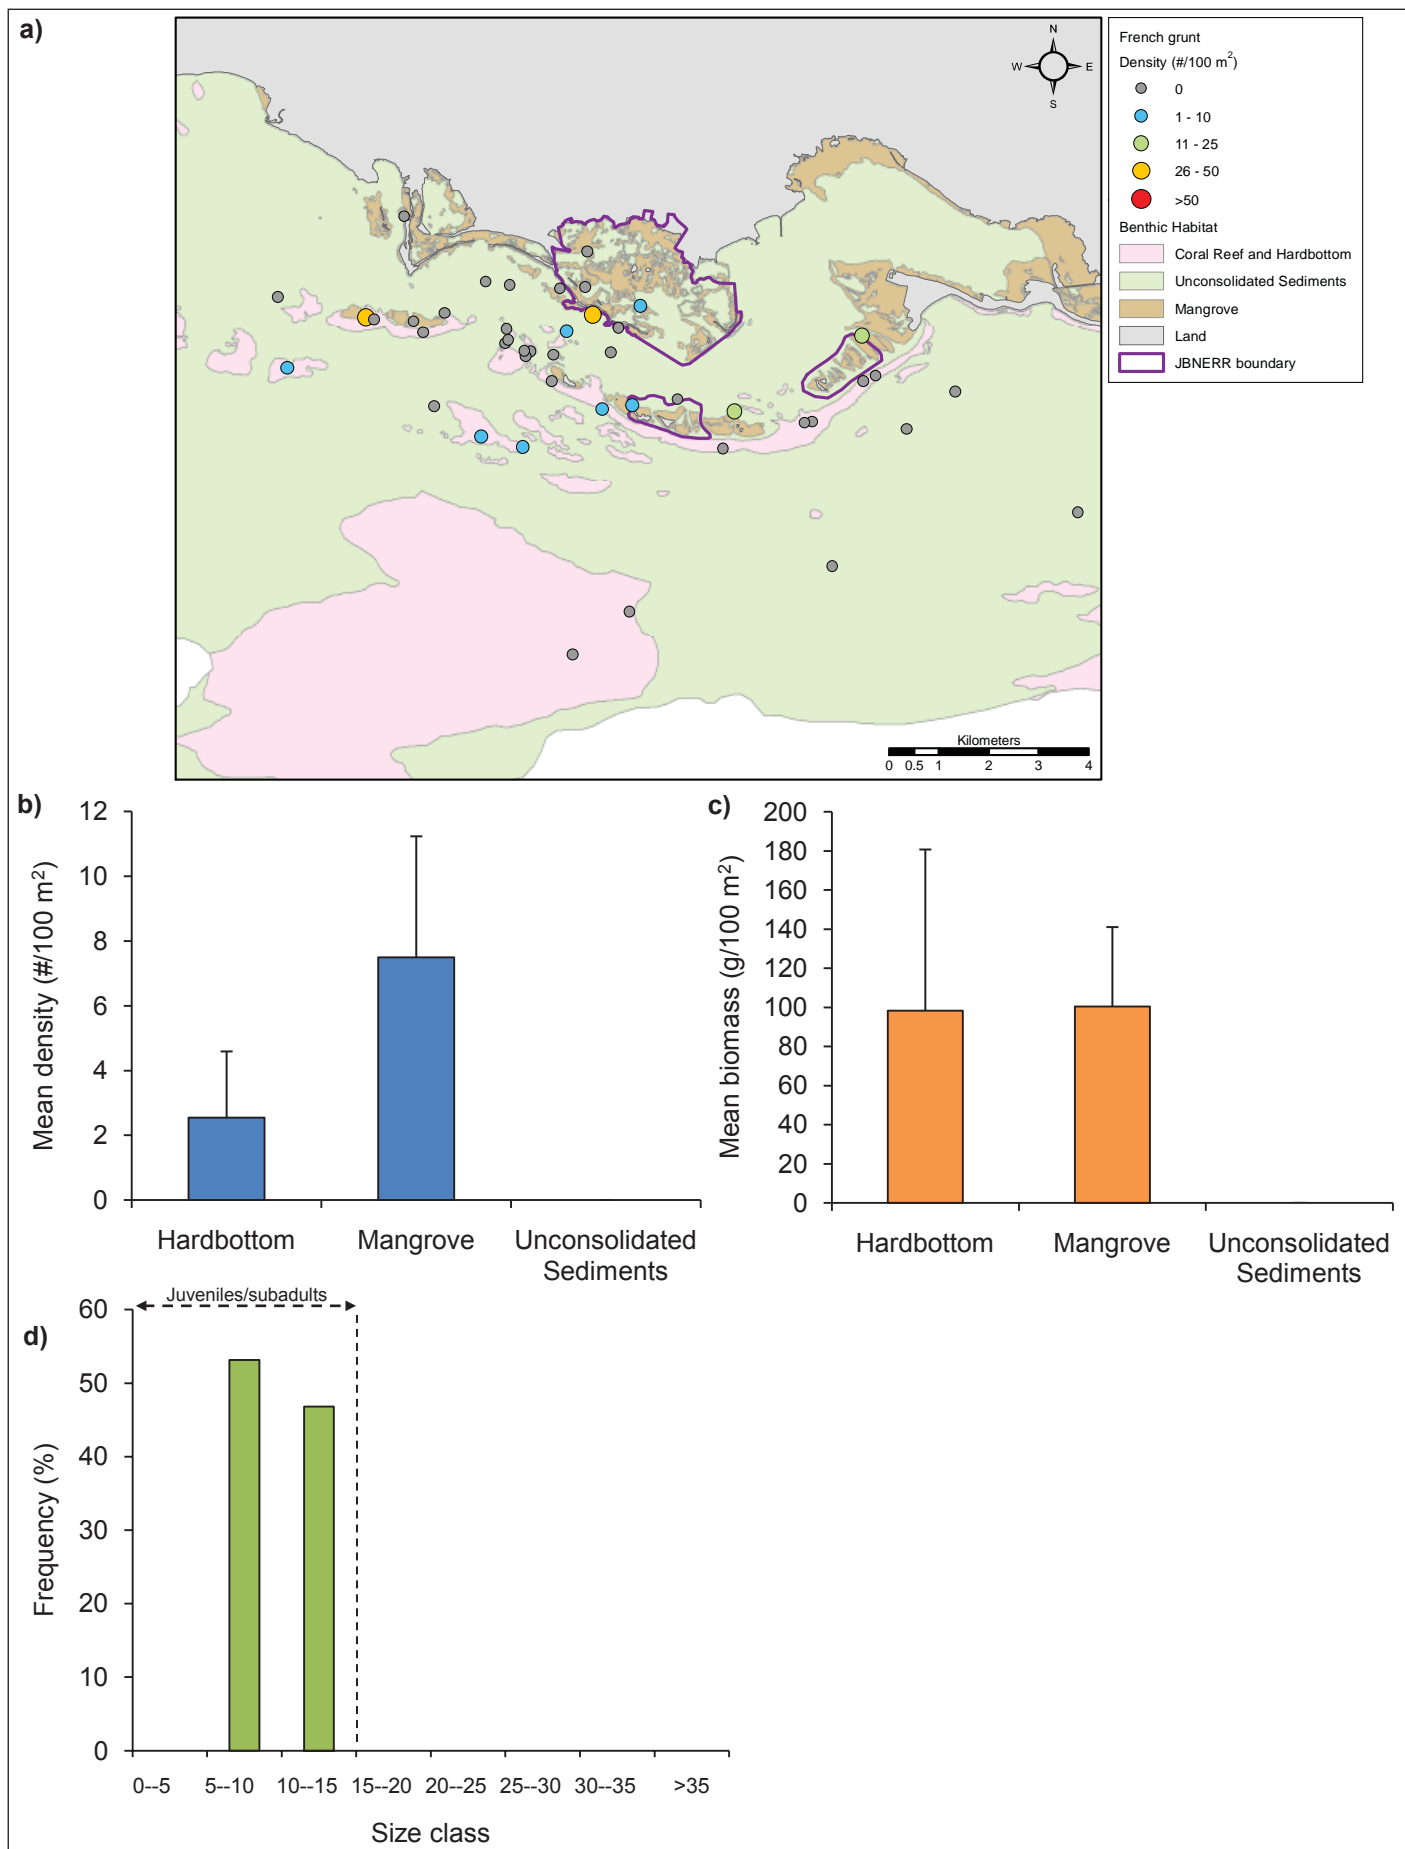 a)
N
W
E
S
French grunt
Density (#/100 m²)
0
1 - 10
11 - 25
26 - 50
>50
Benthic Habitat
Coral Reef and Hardbottom
Unconsolidated Sediments
Mangrove
Land
JBNERR boundary
Kilometers
0 0.5 1 2 3 4
b)
Mean density (#/100 m²)
12
10
8
6
4
2
0
Hardbottom Mangrove Unconsolidated
Sediments
c)
Mean biomass (g/100 m²)
200
180
160
140
120
100
80
60
40
20
0
Hardbottom Mangrove Unconsolidated
Sediments
d)
Juveniles/subadults
Frequency (%)
60
50
40
30
20
10
0
0--5 5--10 10--15 15--20 20--25 25--30 30--35 >35
Size class